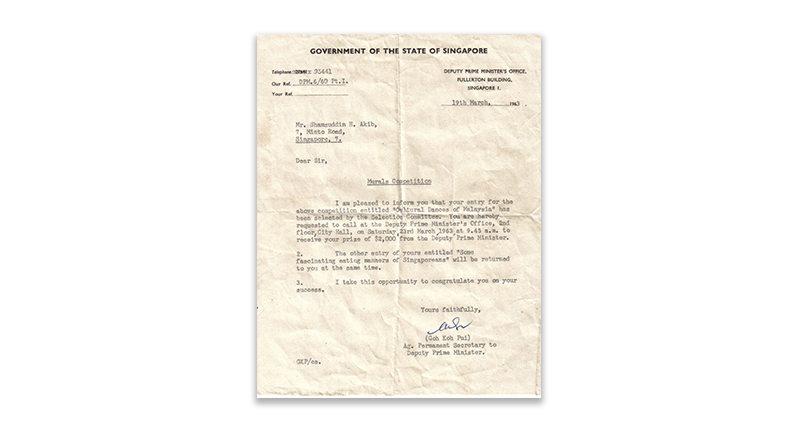 GOVERNMENT OF THE STATE OF SINGAPORE
Telephone: 33441
Our Ref. DPM.4/60 Pt.I.
Your Ref.
DEPUTY PRIME MINISTER'S OFFICE,
FULLERTON BUILDING,
SINGAPORE 1.
19th March, 1963
Mr. Shamsuddin H. Akib,
7, Minto Road,
Singapore, 7.
Dear Sir,
Murals Competition
I am pleased to inform you that your entry for the
above competition entitled "Cultural Dances of Malaysia" has
been selected by the Selection Committee. You are hereby
requested to call at the Deputy Prime Minister's Office, 2nd
floor, City Hall, on Saturday 23rd March 1963 at 9.45 a.m. to
receive your prize of $2,000 from the Deputy Prime Minister.
2. The other entry of yours entitled "Some
fascinating eating manners of Singaporeans" will be returned
to you at the same time.
3. I take this opportunity to congratulate you on your
success.
Yours faithfully,
(Goh Koh Pui)
Ag. Permanent Secretary to
Deputy Prime Minister.
GKP/cs.